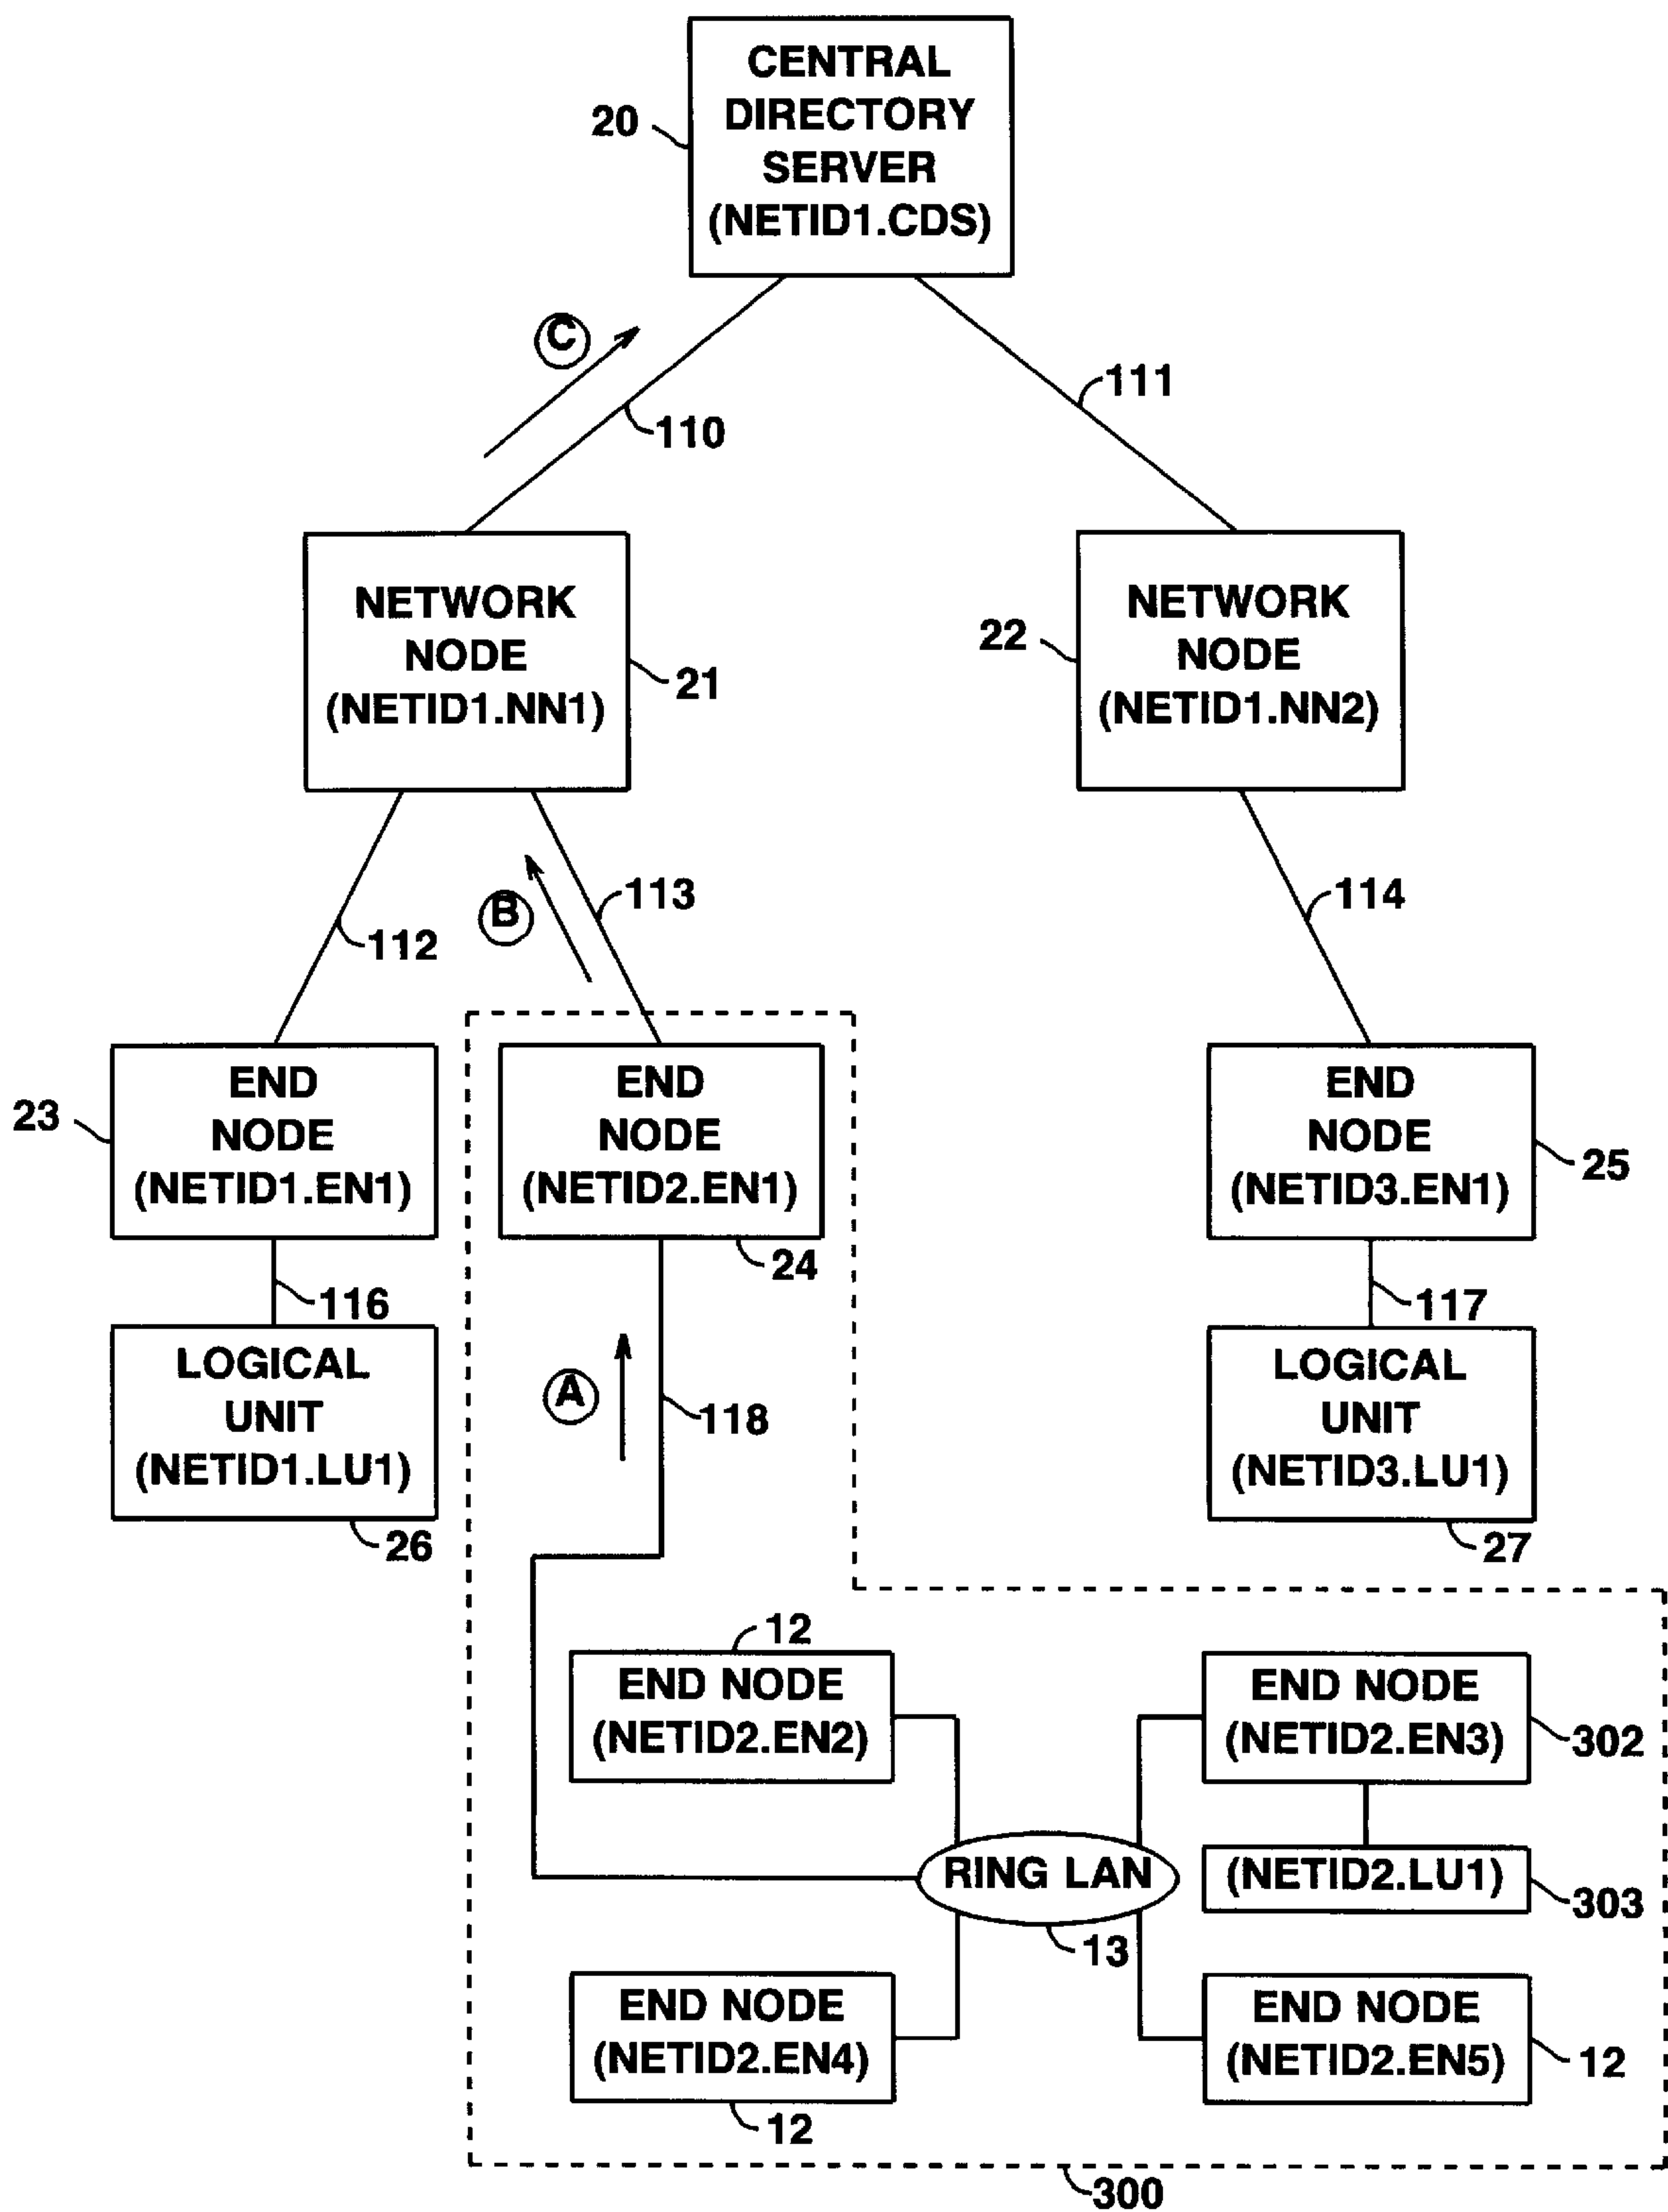 CENTRAL
DIRECTORY
SERVER
(NETID1.CDS)
20
C
110
111
NETWORK
NODE
(NETID1.NN1)
21
NETWORK
NODE
(NETID1.NN2)
22
112
B
113
114
END
NODE
(NETID1.EN1)
23
END
NODE
(NETID2.EN1)
24
END
NODE
(NETID3.EN1)
25
116
117
LOGICAL
UNIT
(NETID1.LU1)
26
A
118
LOGICAL
UNIT
(NETID3.LU1)
27
12
END NODE
(NETID2.EN2)
END NODE
(NETID2.EN3)
302
RING LAN
13
(NETID2.LU1)
303
END NODE
(NETID2.EN4)
12
END NODE
(NETID2.EN5)
12
300